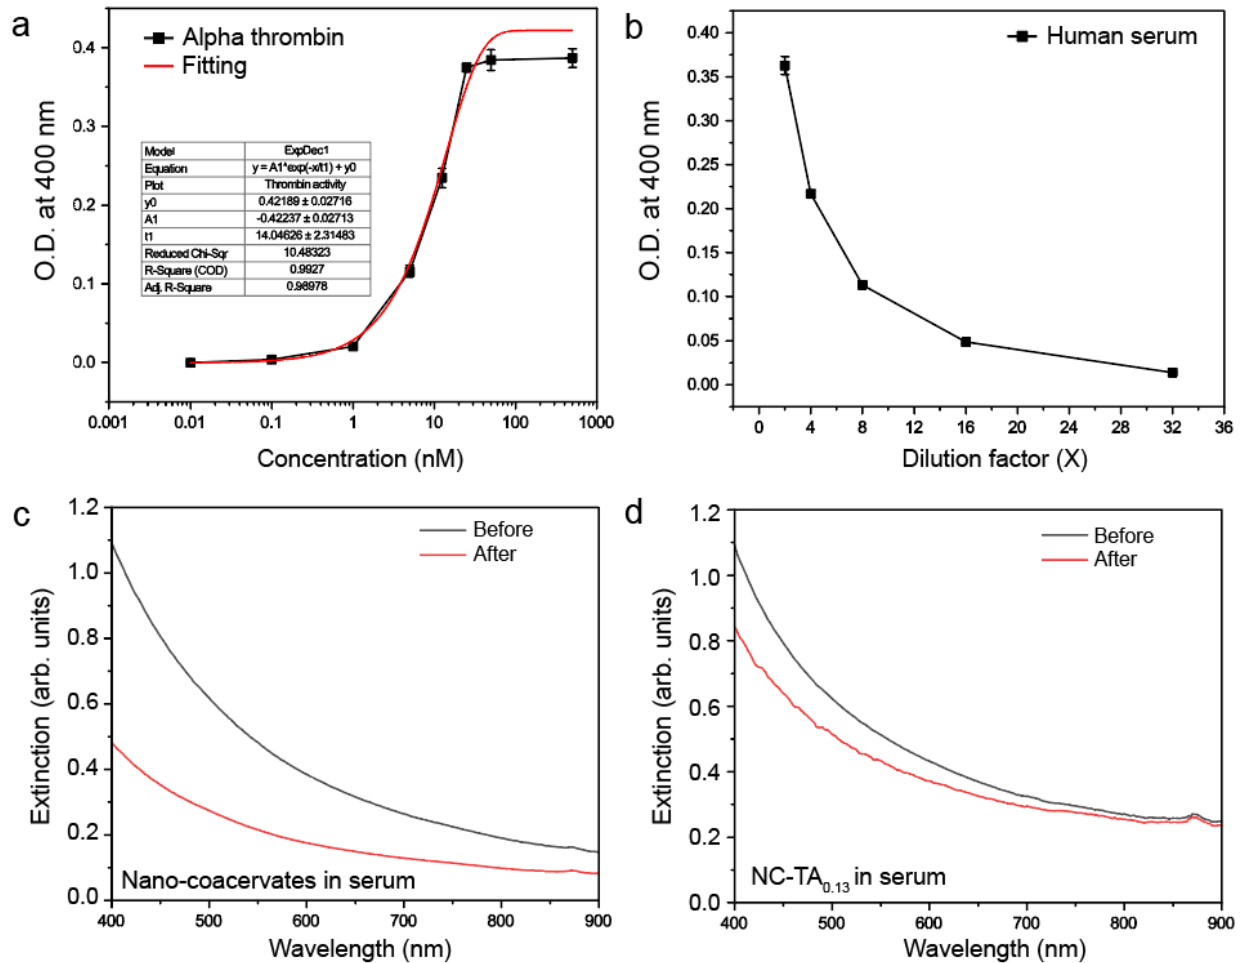 a
Alpha thrombin
Fitting
O.D. at 400 nm
0.4
0.3
0.2
0.1
0.0
Model ExpDec1
Equation y = A1*exp(-x/t1) + y0
Plot Thrombin activity
y0 0.42189 ± 0.02716
A1 -0.42237 ± 0.02713
t1 14.04626 ± 2.31483
Reduced Chi-Sqr 10.48323
R-Square (COD) 0.9927
Adj. R-Square 0.98978
0.001 0.01 0.1 1 10 100 1000
Concentration (nM)
b
Human serum
O.D. at 400 nm
0.40
0.35
0.30
0.25
0.20
0.15
0.10
0.05
0.00
0 4 8 12 16 20 24 28 32 36
Dilution factor (X)
c
Before
After
Extinction (arb. units)
1.2
1.0
0.8
0.6
0.4
0.2
0.0
Nano-coacervates in serum
400 500 600 700 800 900
Wavelength (nm)
d
Before
After
Extinction (arb. units)
1.2
1.0
0.8
0.6
0.4
0.2
0.0
NC-TA0.13 in serum
400 500 600 700 800 900
Wavelength (nm)